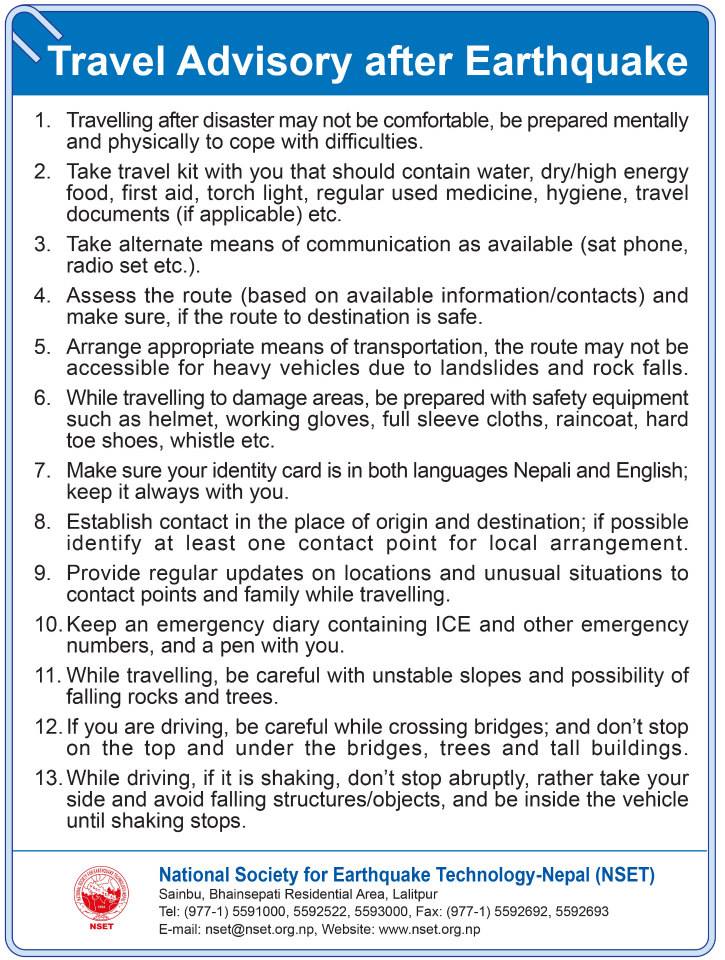 Travel Advisory after Earthquake
1. Travelling after disaster may not be comfortable, be prepared mentally
and physically to cope with difficulties.
2. Take travel kit with you that should contain water, dry/high energy
food, first aid, torch light, regular used medicine, hygiene, travel
documents (if applicable) etc.
3. Take alternate means of communication as available (sat phone,
radio set etc.).
4. Assess the route (based on available information/contacts) and
make sure, if the route to destination is safe.
5. Arrange appropriate means of transportation, the route may not be
accessible for heavy vehicles due to landslides and rock falls.
6. While travelling to damage areas, be prepared with safety equipment
such as helmet, working gloves, full sleeve cloths, raincoat, hard
toe shoes, whistle etc.
7. Make sure your identity card is in both languages Nepali and English;
keep it always with you.
8. Establish contact in the place of origin and destination; if possible
identify at least one contact point for local arrangement.
9. Provide regular updates on locations and unusual situations to
contact points and family while travelling.
10. Keep an emergency diary containing ICE and other emergency
numbers, and a pen with you.
11. While travelling, be careful with unstable slopes and possibility of
falling rocks and trees.
12. If you are driving, be careful while crossing bridges; and don’t stop
on the top and under the bridges, trees and tall buildings.
13. While driving, if it is shaking, don’t stop abruptly, rather take your
side and avoid falling structures/objects, and be inside the vehicle
until shaking stops.
National Society for Earthquake Technology-Nepal (NSET)
Sainbu, Bhainsepati Residential Area, Lalitpur
Tel: (977-1) 5591000, 5592522, 5593000, Fax: (977-1) 5592692, 5592693
E-mail: nset@nset.org.np, Website: www.nset.org.np
NSET